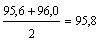 95,6 + 96,0
2
= 95,8